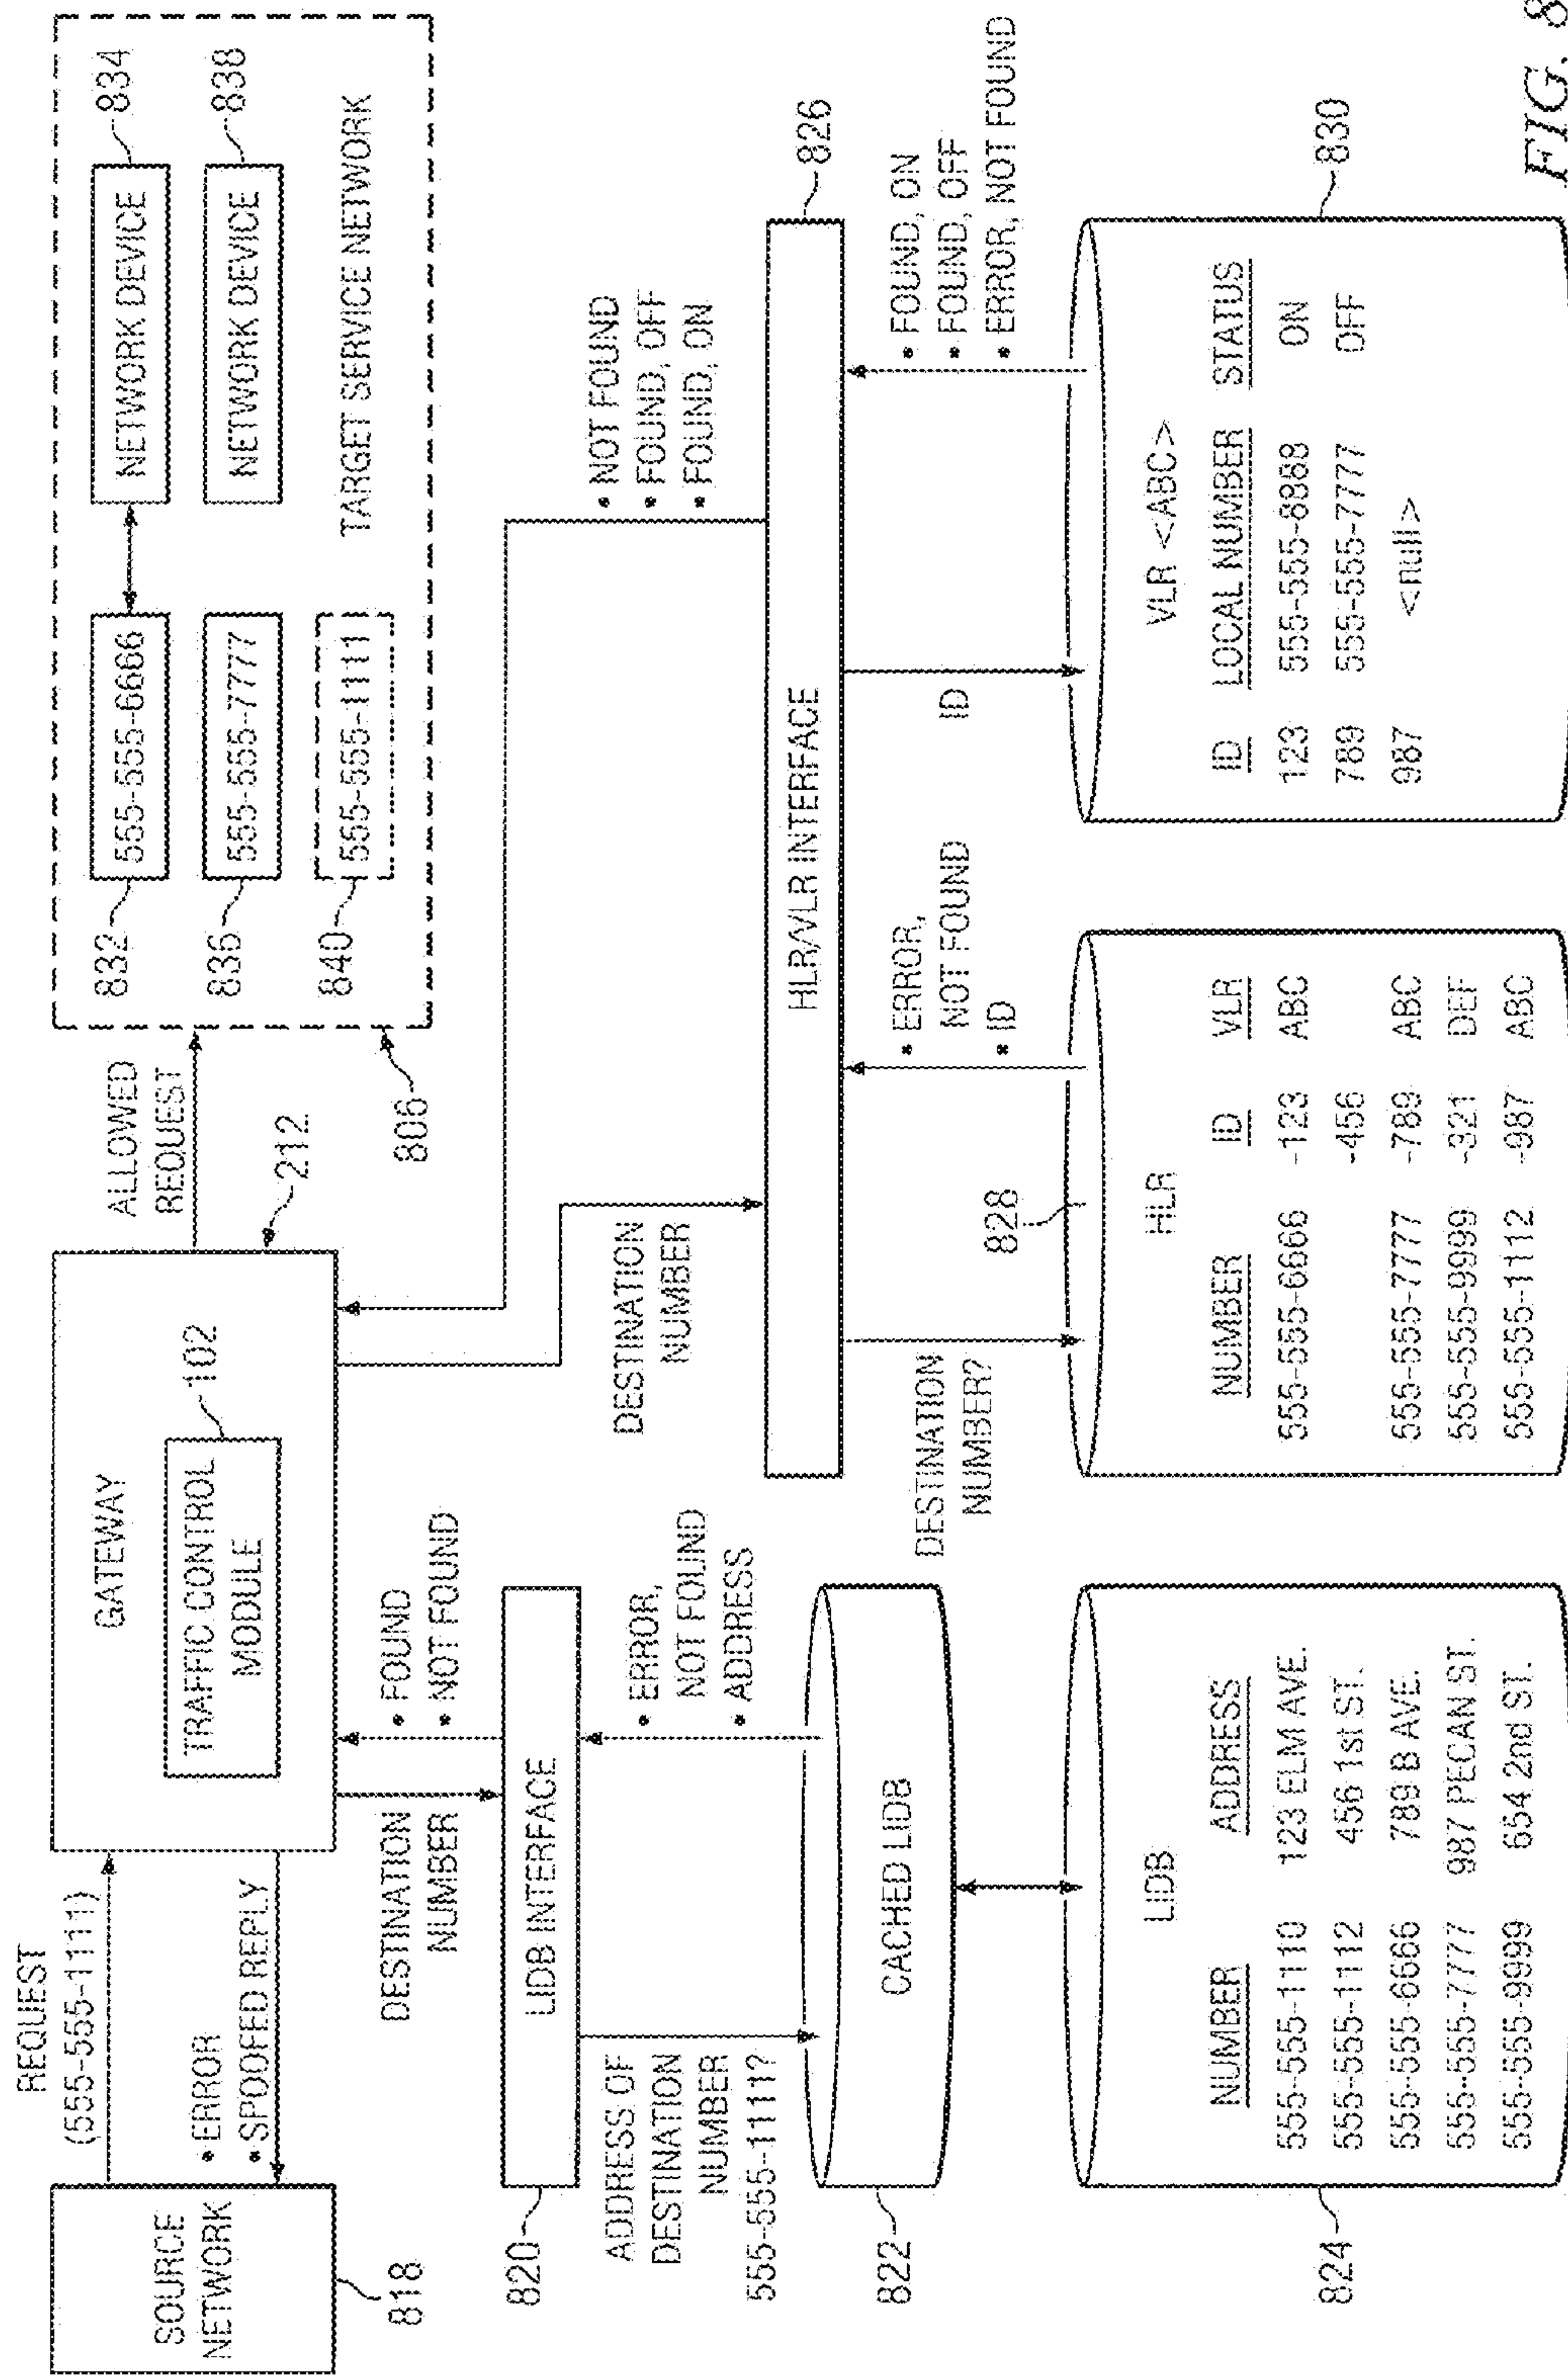 REQUEST
(555-555-1111)
SOURCE
NETWORK
818
• ERROR
• SPOOFED REPLY
GATEWAY
TRAFFIC CONTROL
MODULE
102
212
ALLOWED
REQUEST
806
832
555-555-6666
NETWORK DEVICE
834
836
555-555-7777
NETWORK DEVICE
838
840
555-555-1111
TARGET SERVICE NETWORK
DESTINATION
NUMBER
• FOUND
• NOT FOUND
820
LIDB INTERFACE
ADDRESS OF
DESTINATION
NUMBER
555-555-1111?
• ERROR,
NOT FOUND
• ADDRESS
822
CACHED LIDB
824
LIDB
NUMBER ADDRESS
555-555-1110 123 ELM AVE.
555-555-1112 456 1st ST.
555-555-6666 789 B AVE.
555-555-7777 987 PECAN ST.
555-555-9999 654 2nd ST.
DESTINATION
NUMBER
• NOT FOUND
• FOUND, OFF
• FOUND, ON
HLR/VLR INTERFACE
826
DESTINATION
NUMBER?
• ERROR,
NOT FOUND
• ID
ID
• FOUND, ON
• FOUND, OFF
• ERROR, NOT FOUND
828
HLR
NUMBER ID VLR
555-555-6666 -123 ABC
-456
555-555-7777 -789 ABC
555-555-9999 -321 DEF
555-555-1112 -987 ABC
830
VLR <ABC>
ID LOCAL NUMBER STATUS
123 555-555-8888 ON
789 555-555-7777 OFF
987 <null>
FIG. 8